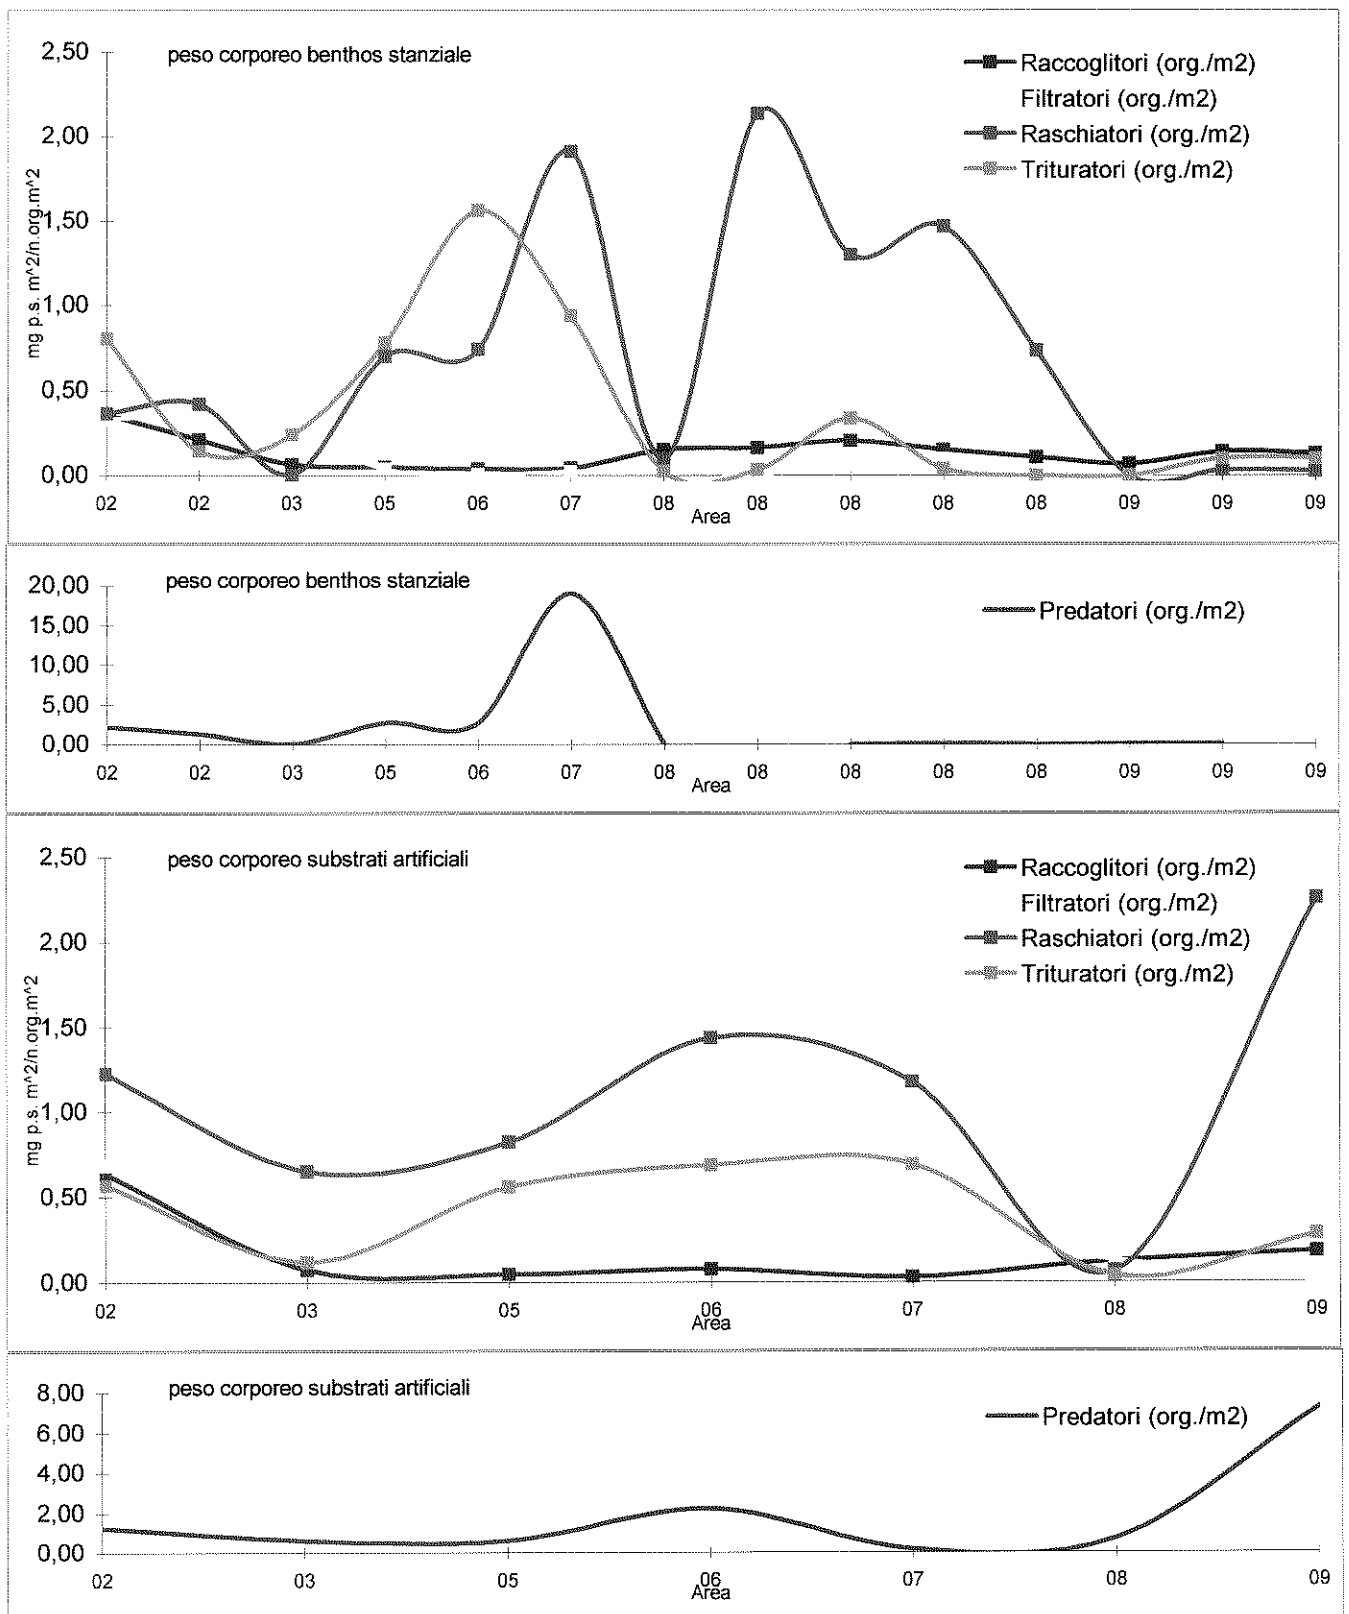 peso corporeo benthos stanziale
Raccoglitori (org./m2)
Filtratori (org./m2)
Raschiatori (org./m2)
Trituratori (org./m2)
mg p.s. m^2/n.org.m^2
2,50
2,00
1,50
1,00
0,50
0,00
02 02 03 05 06 07 08 08 08 08 08 09 09 09
Area
peso corporeo benthos stanziale
Predatori (org./m2)
20,00
15,00
10,00
5,00
0,00
02 02 03 05 06 07 08 08 08 08 08 09 09 09
Area
peso corporeo substrati artificiali
Raccoglitori (org./m2)
Filtratori (org./m2)
Raschiatori (org./m2)
Trituratori (org./m2)
mg p.s. m^2/n.org.m^2
2,50
2,00
1,50
1,00
0,50
0,00
02 03 05 06 07 08 09
Area
peso corporeo substrati artificiali
Predatori (org./m2)
8,00
6,00
4,00
2,00
0,00
02 03 05 06 07 08 09
Area